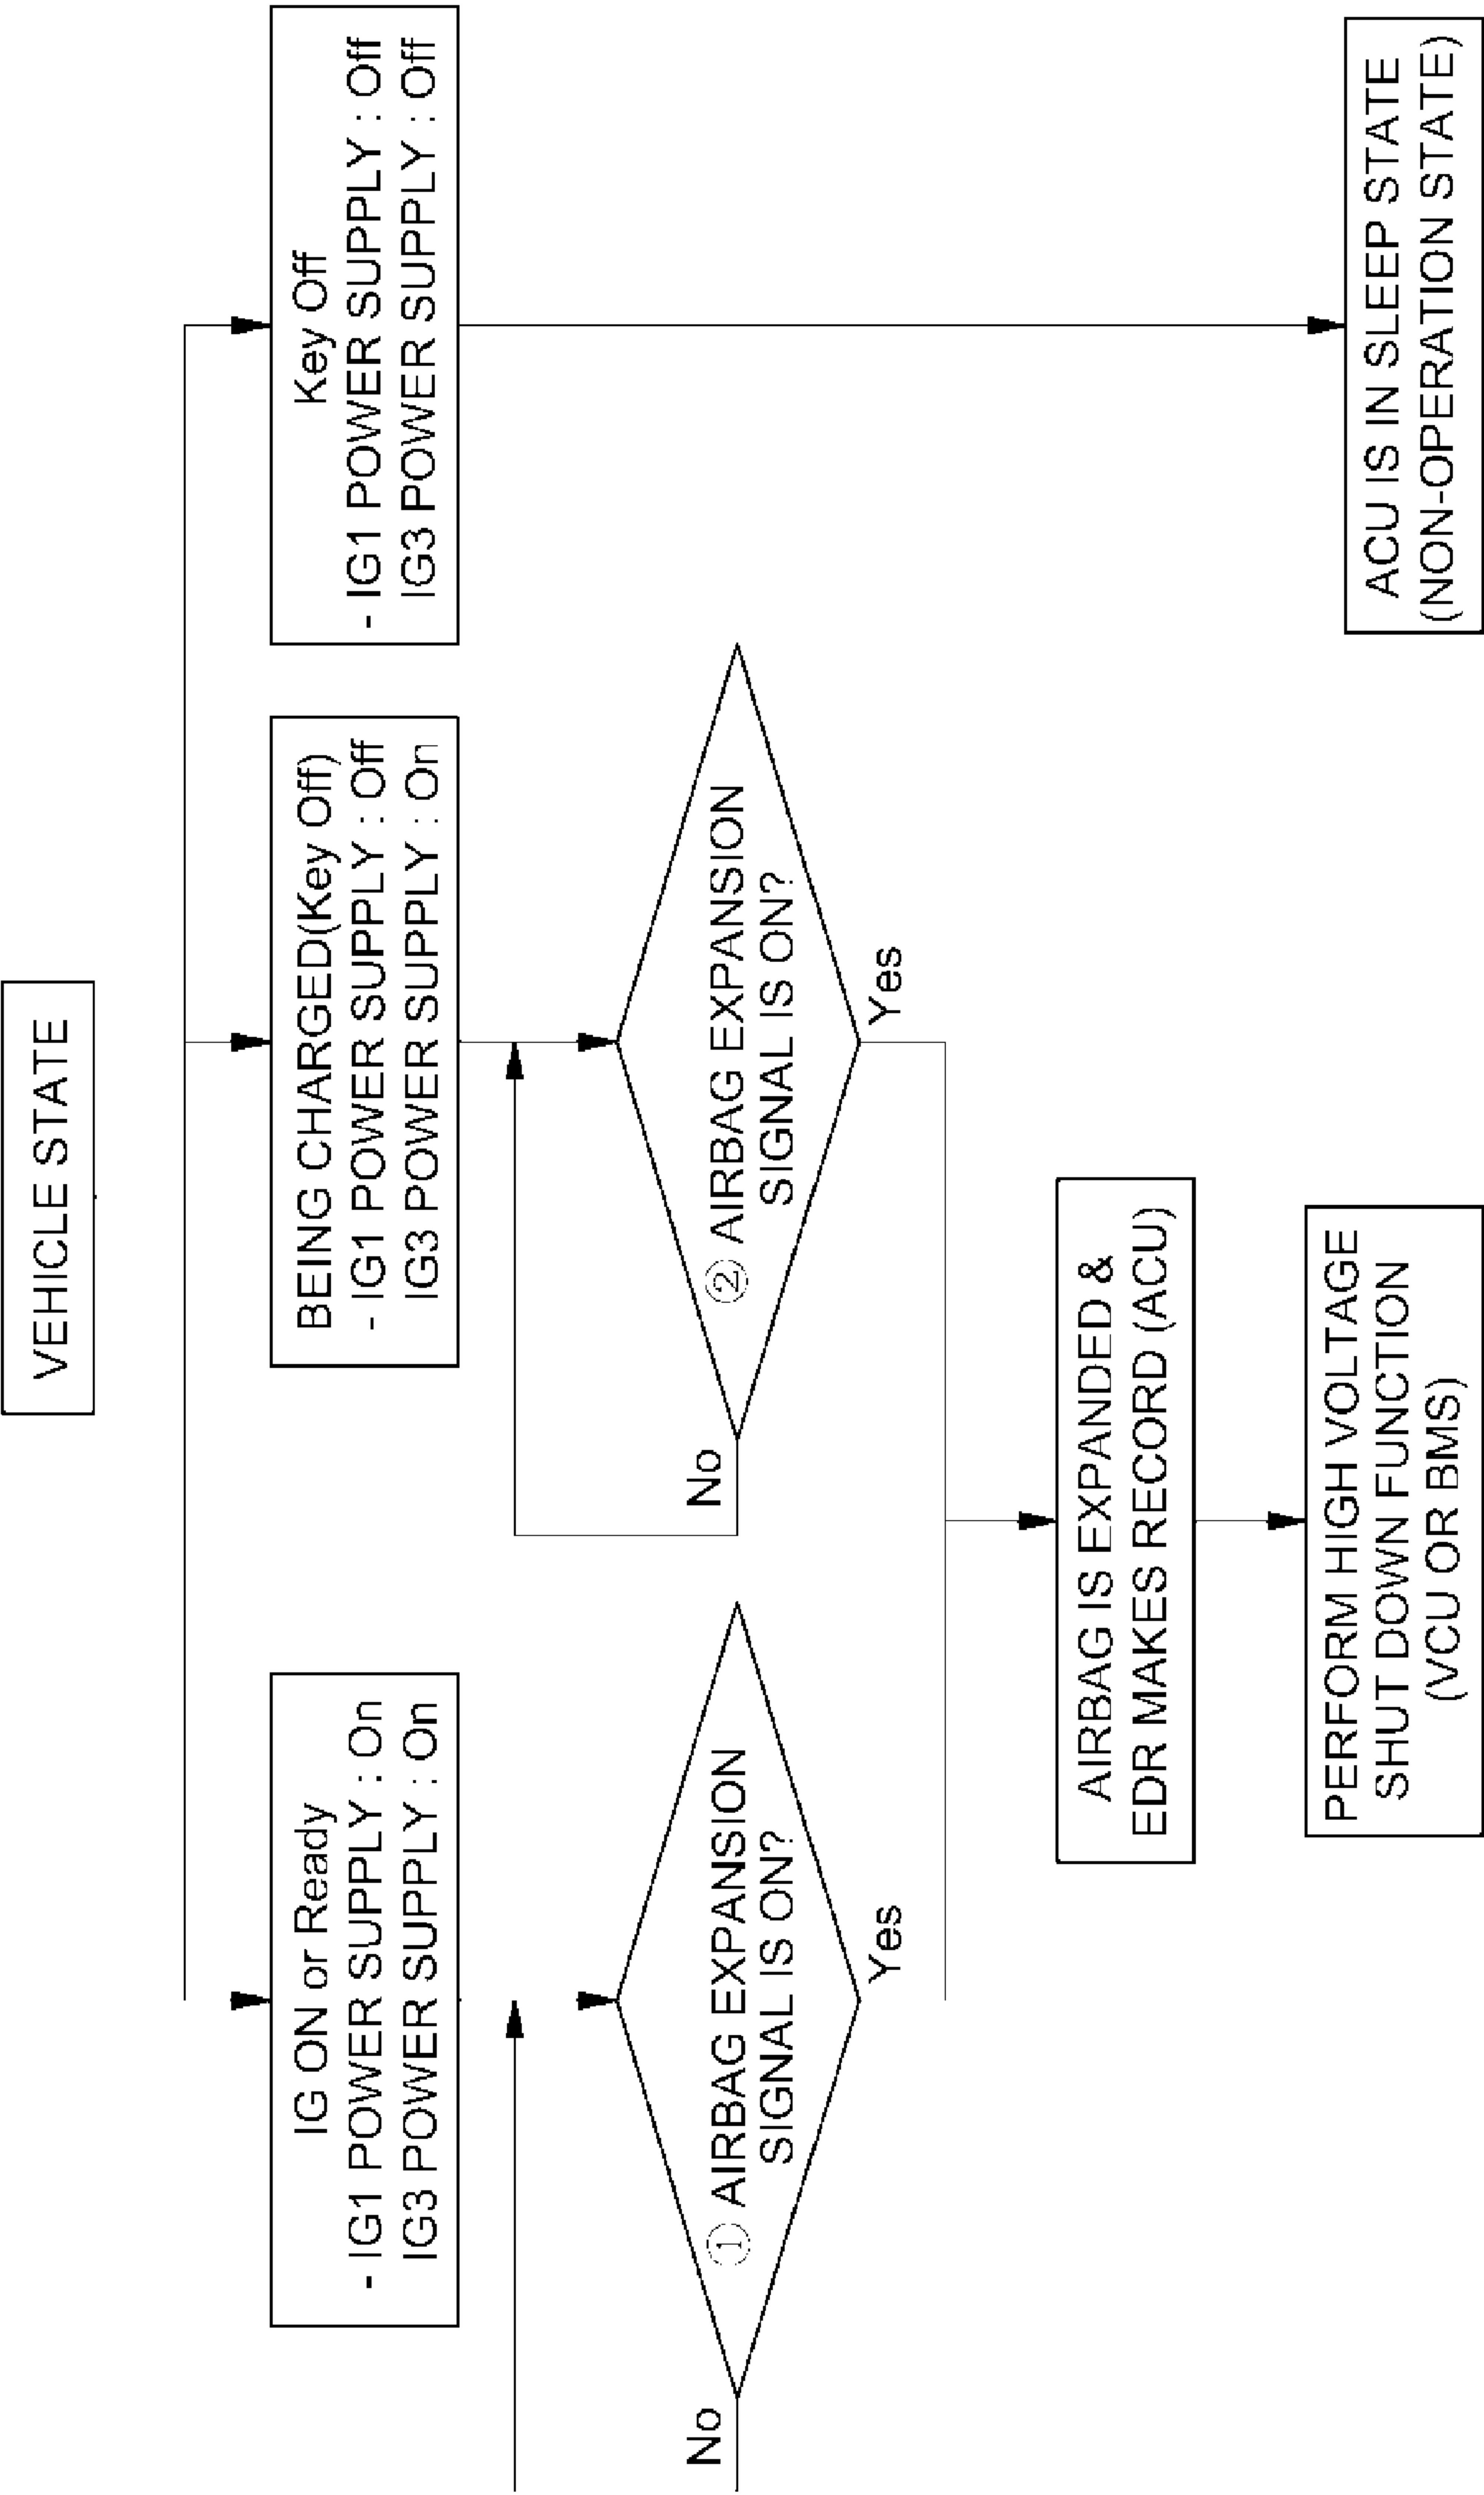 VEHICLE STATE
IG ON or Ready
- IG1 POWER SUPPLY : On
IG3 POWER SUPPLY : On
BEING CHARGED(Key Off)
- IG1 POWER SUPPLY : Off
IG3 POWER SUPPLY : On
Key Off
- IG1 POWER SUPPLY : Off
IG3 POWER SUPPLY : Off
No
① AIRBAG EXPANSION
SIGNAL IS ON?
Yes
No
② AIRBAG EXPANSION
SIGNAL IS ON?
Yes
AIRBAG IS EXPANDED &
EDR MAKES RECORD (ACU)
PERFORM HIGH VOLTAGE
SHUT DOWN FUNCTION
(VCU OR BMS)
ACU IS IN SLEEP STATE
(NON-OPERATION STATE)